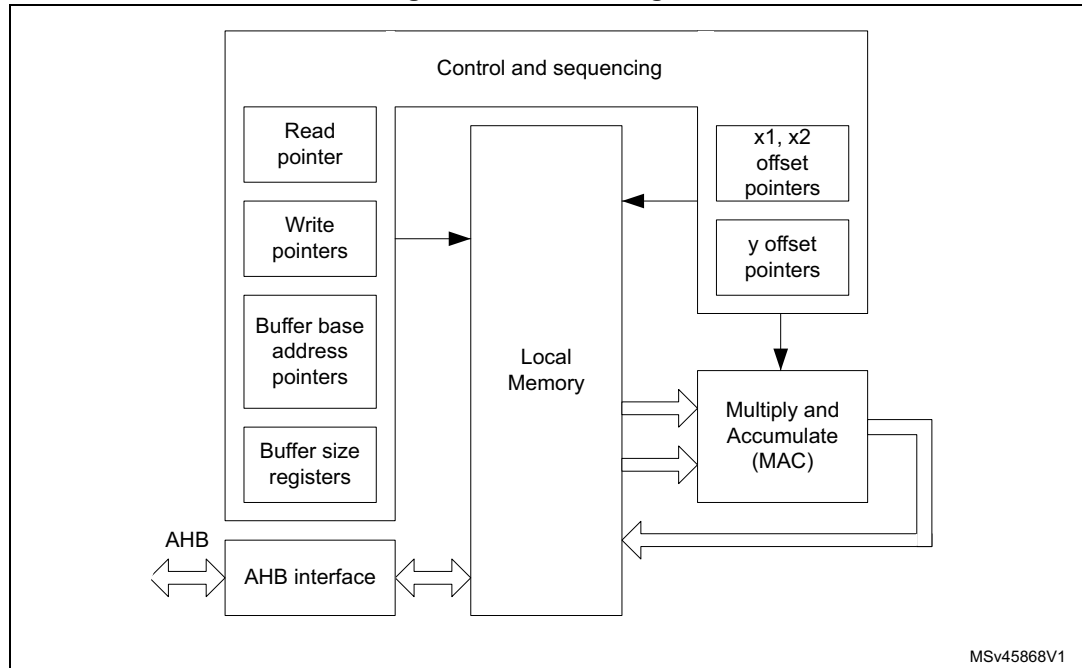 Control and sequencing
Read
pointer
Write
pointers
Buffer base
address
pointers
Buffer size
registers
x1, x2
offset
pointers
y offset
pointers
Local
Memory
Multiply and
Accumulate
(MAC)
AHB
AHB interface
MSv45868V1